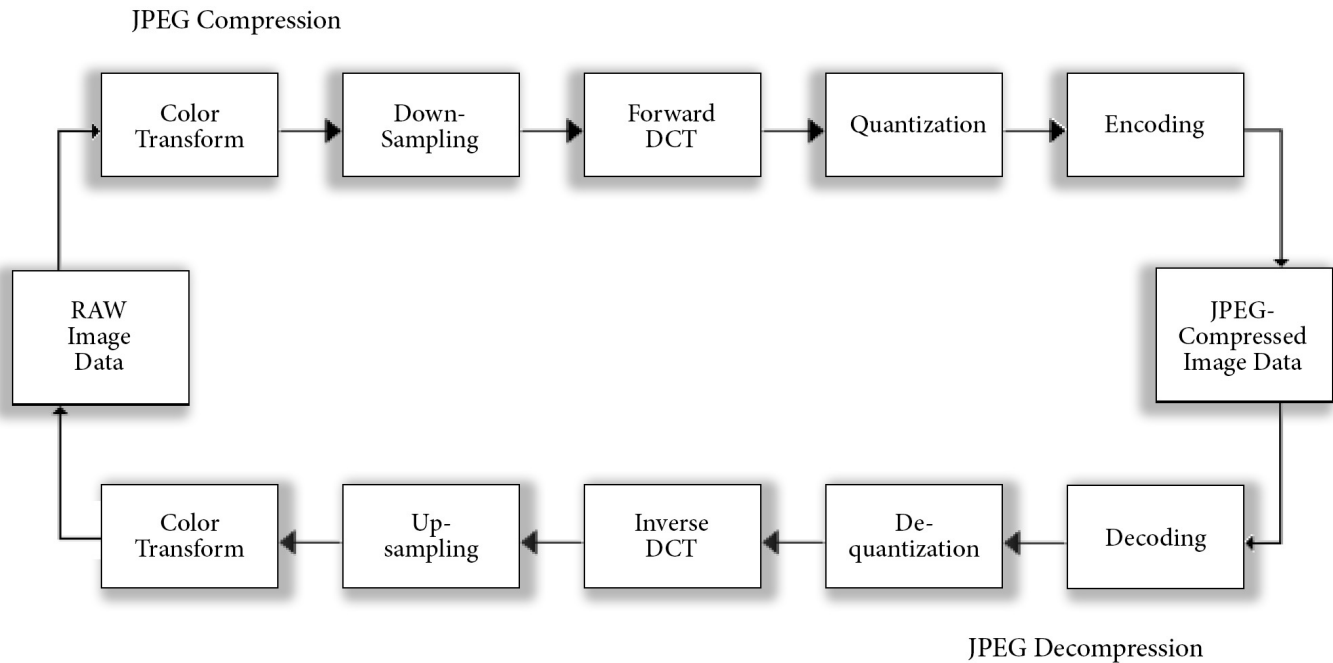 JPEG Compression
Color
Transform
Down-
Sampling
Forward
DCT
Quantization
Encoding
RAW
Image
Data
JPEG-
Compressed
Image Data
Color
Transform
Up-
sampling
Inverse
DCT
De-
quantization
Decoding
JPEG Decompression